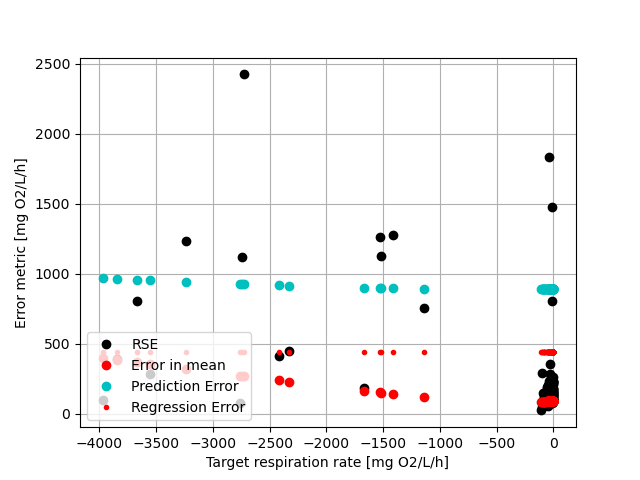 2500
2000
1500
1000
500
0
Error metric [mg O2/L/h]
RSE
Error in mean
Prediction Error
Regression Error
−4000 −3500 −3000 −2500 −2000 −1500 −1000 −500 0
Target respiration rate [mg O2/L/h]